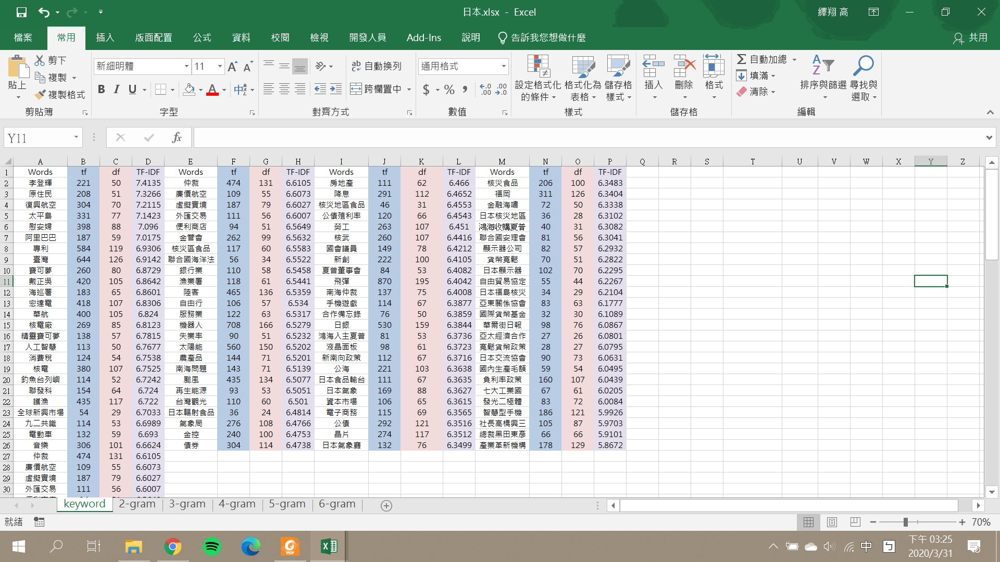 日本.xlsx - Excel
繹翔 高
檔案 常用 插入 版面配置 公式 資料 校閱 檢視 開發人員 Add-Ins 說明 告訴我您想做什麼 共用
貼上 剪下 複製 複製格式 剪貼簿
新細明體 11 B I U A 中 字型
ab 自動換列 跨欄置中 對齊方式
通用格式 $ % 數值
設定格式化的條件 格式化為表格 儲存格樣式 樣式
插入 刪除 格式 儲存格
Σ 自動加總 填滿 清除 排序與篩選 尋找與選取 編輯
Y11 fx
A B C D E F G H I J K L M N O P Q R S T U V W X Y Z
1 Words tf df TF-IDF Words tf df TF-IDF Words tf df TF-IDF Words tf df TF-IDF
2 李登輝 221 50 7.4135 仲裁 474 131 6.6105 房地產 111 62 6.466 核災食品 206 100 6.3483
3 原住民 208 51 7.3266 廉價航空 109 55 6.6073 降息 291 112 6.4652 福岡 311 126 6.3404
4 復興航空 304 70 7.2115 虛擬實境 187 79 6.6027 核災地區食品 46 31 6.4553 金融海嘯 72 50 6.3338
5 太平島 331 77 7.1423 外匯交易 111 56 6.6007 公債殖利率 120 66 6.4543 日本核災地區 36 28 6.3102
6 慰安婦 398 88 7.096 便利商店 94 51 6.5649 勞工 263 107 6.451 鴻海收購夏普 40 31 6.3082
7 阿里巴巴 187 59 7.0175 金管會 262 99 6.5632 核武 260 107 6.4416 聯合國安理會 81 56 6.3041
8 專利 584 119 6.9306 核災區食品 117 60 6.5583 國會議員 149 78 6.4212 顯示器公司 82 57 6.2932
9 臺灣 644 126 6.9142 聯合國海洋法 56 34 6.5522 新創 222 100 6.4105 貨幣寬鬆 70 51 6.2822
10 寶可夢 260 80 6.8729 銀行業 110 58 6.5458 夏普董事會 84 53 6.4082 日本顯示器 102 70 6.2295
11 戴正吳 420 105 6.8642 漁業署 118 61 6.5441 飛彈 870 195 6.4042 自由貿易協定 55 44 6.2267
12 海巡署 183 65 6.8601 陸客 465 136 6.5359 南海仲裁 137 75 6.4008 日本福島核災 34 29 6.2104
13 宏達電 418 107 6.8306 自由行 106 57 6.534 手機遊戲 114 67 6.3877 亞東關係協會 83 63 6.1777
14 華航 400 105 6.824 服務業 122 63 6.5317 合作備忘錄 76 50 6.3859 國際貨幣基金 32 30 6.1089
15 核電廠 269 85 6.8123 機器人 708 166 6.5279 日銀 530 159 6.3844 華爾街日報 98 76 6.0867
16 精靈寶可夢 138 57 6.7815 失業率 90 51 6.5232 鴻海入主夏普 81 53 6.3736 亞太經濟合作 27 26 6.0801
17 人工智慧 113 50 6.7677 太陽能 560 150 6.5202 液晶面板 98 61 6.3723 寬鬆貨幣政策 28 27 6.0795
18 消費稅 124 54 6.7538 農產品 144 71 6.5201 新南向政策 112 67 6.3716 日本交流協會 90 73 6.0631
19 核電 380 107 6.7525 南海問題 143 71 6.5139 公海 221 103 6.3638 國內生產毛額 59 54 6.0495
20 釣魚台列嶼 114 52 6.7242 颱風 435 134 6.5077 日本食品輸台 111 67 6.3635 負利率政策 160 107 6.0439
21 聯發科 154 64 6.724 再生能源 93 53 6.5051 日本氣象 169 88 6.3627 七大工業國 67 61 6.0205
22 護漁 435 117 6.722 台灣觀光 110 60 6.501 資本市場 106 65 6.3615 發光二極體 83 72 6.0084
23 全球新興市場 54 29 6.7033 日本輻射食品 36 24 6.4814 電子商務 115 69 6.3565 智慧型手機 186 121 5.9926
24 九二共識 114 53 6.6989 氣象局 276 108 6.4766 公債 292 121 6.3516 社長高橋興三 105 87 5.9703
25 電動車 132 59 6.693 金控 240 100 6.4753 晶片 274 117 6.3512 總裁黑田東彥 66 66 5.9101
26 音樂 306 101 6.6624 債券 304 114 6.4738 日本氣象廳 132 76 6.3499 產業革新機構 178 129 5.8672
27 仲裁 474 131 6.6105
28 廉價航空 109 55 6.6073
29 虛擬實境 187 79 6.6027
30 外匯交易 111 56 6.6007
keyword 2-gram 3-gram 4-gram 5-gram 6-gram
就緒 70%
PDF 中 ㄅ 下午 03:25
2020/3/31